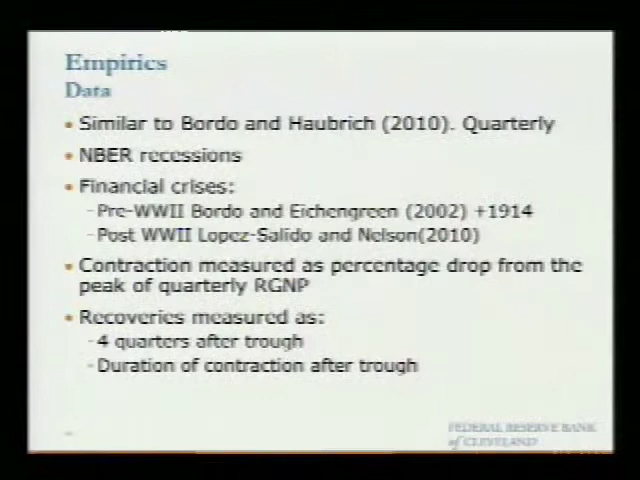 Empirics
Data
• Similar to Bordo and Haubrich (2010). Quarterly
• NBER recessions
• Financial crises:
-Pre-WWII Bordo and Eichengreen (2002) +1914
-Post WWII Lopez-Salido and Nelson(2010)
• Contraction measured as percentage drop from the
peak of quarterly RGNP
• Recoveries measured as:
-4 quarters after trough
-Duration of contraction after trough
FEDERAL RESERVE BANK
of CLEVELAND